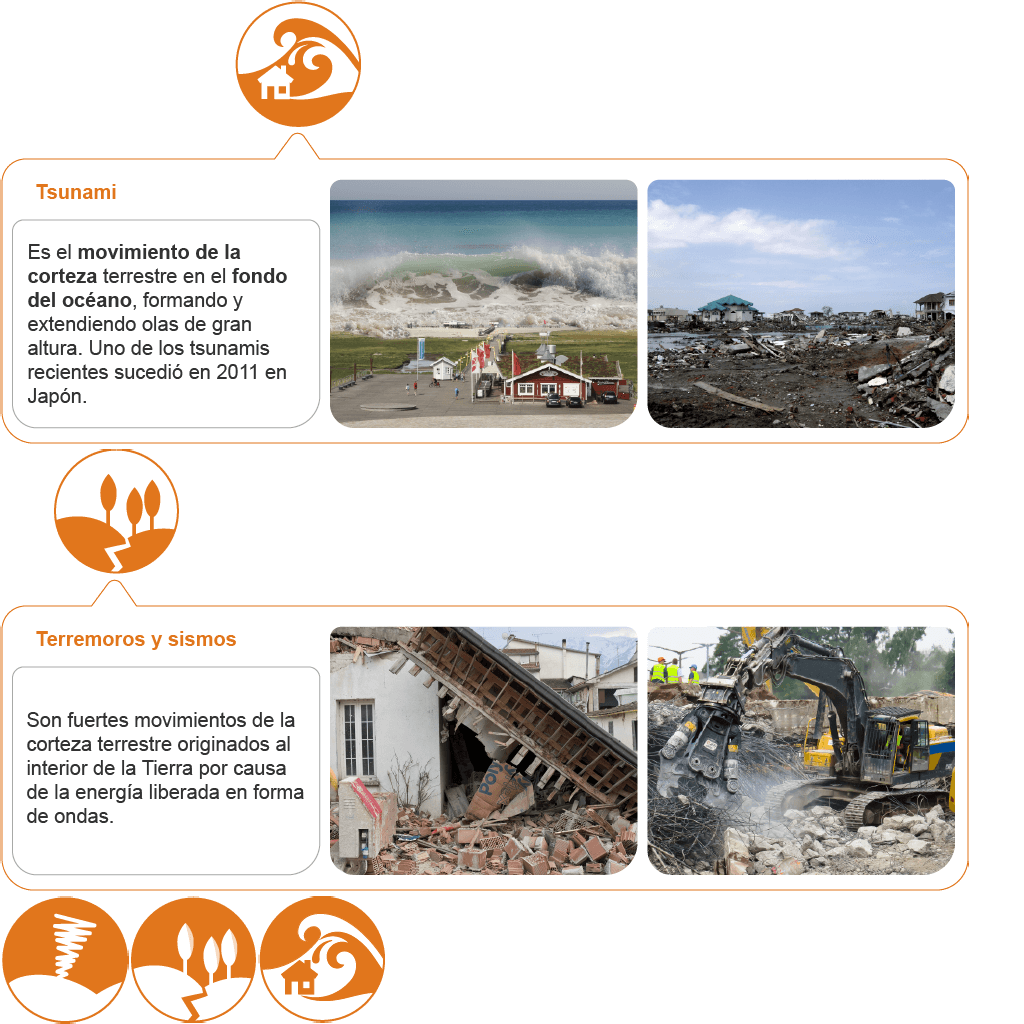 Tsunami
Es el movimiento de la
corteza terrestre en el fondo
del océano, formando y
extendiendo olas de gran
altura. Uno de los tsunamis
recientes sucedió en 2011 en
Japón.
Terremoros y sismos
Son fuertes movimientos de la
corteza terrestre originados al
interior de la Tierra por causa
de la energía liberada en forma
de ondas.